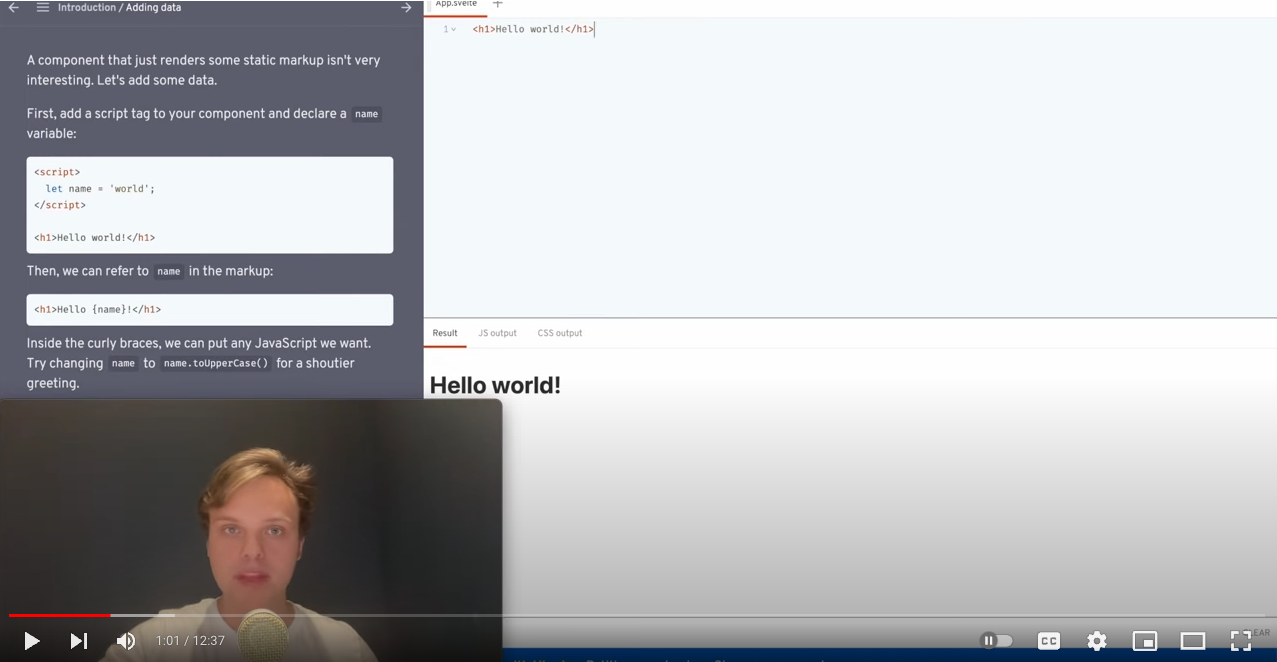 Introduction / Adding data
A component that just renders some static markup isn't very
interesting. Let's add some data.
First, add a script tag to your component and declare a name
variable:
<script>
let name = 'world';
</script>
<h1>Hello world!</h1>
Then, we can refer to name in the markup:
<h1>Hello {name}!</h1>
Inside the curly braces, we can put any JavaScript we want.
Try changing name to name.toUpperCase() for a shoutier
greeting.
App.svelte +
1 <h1>Hello world!</h1>
Result JS output CSS output
Hello world!
1:01 / 12:37
CC